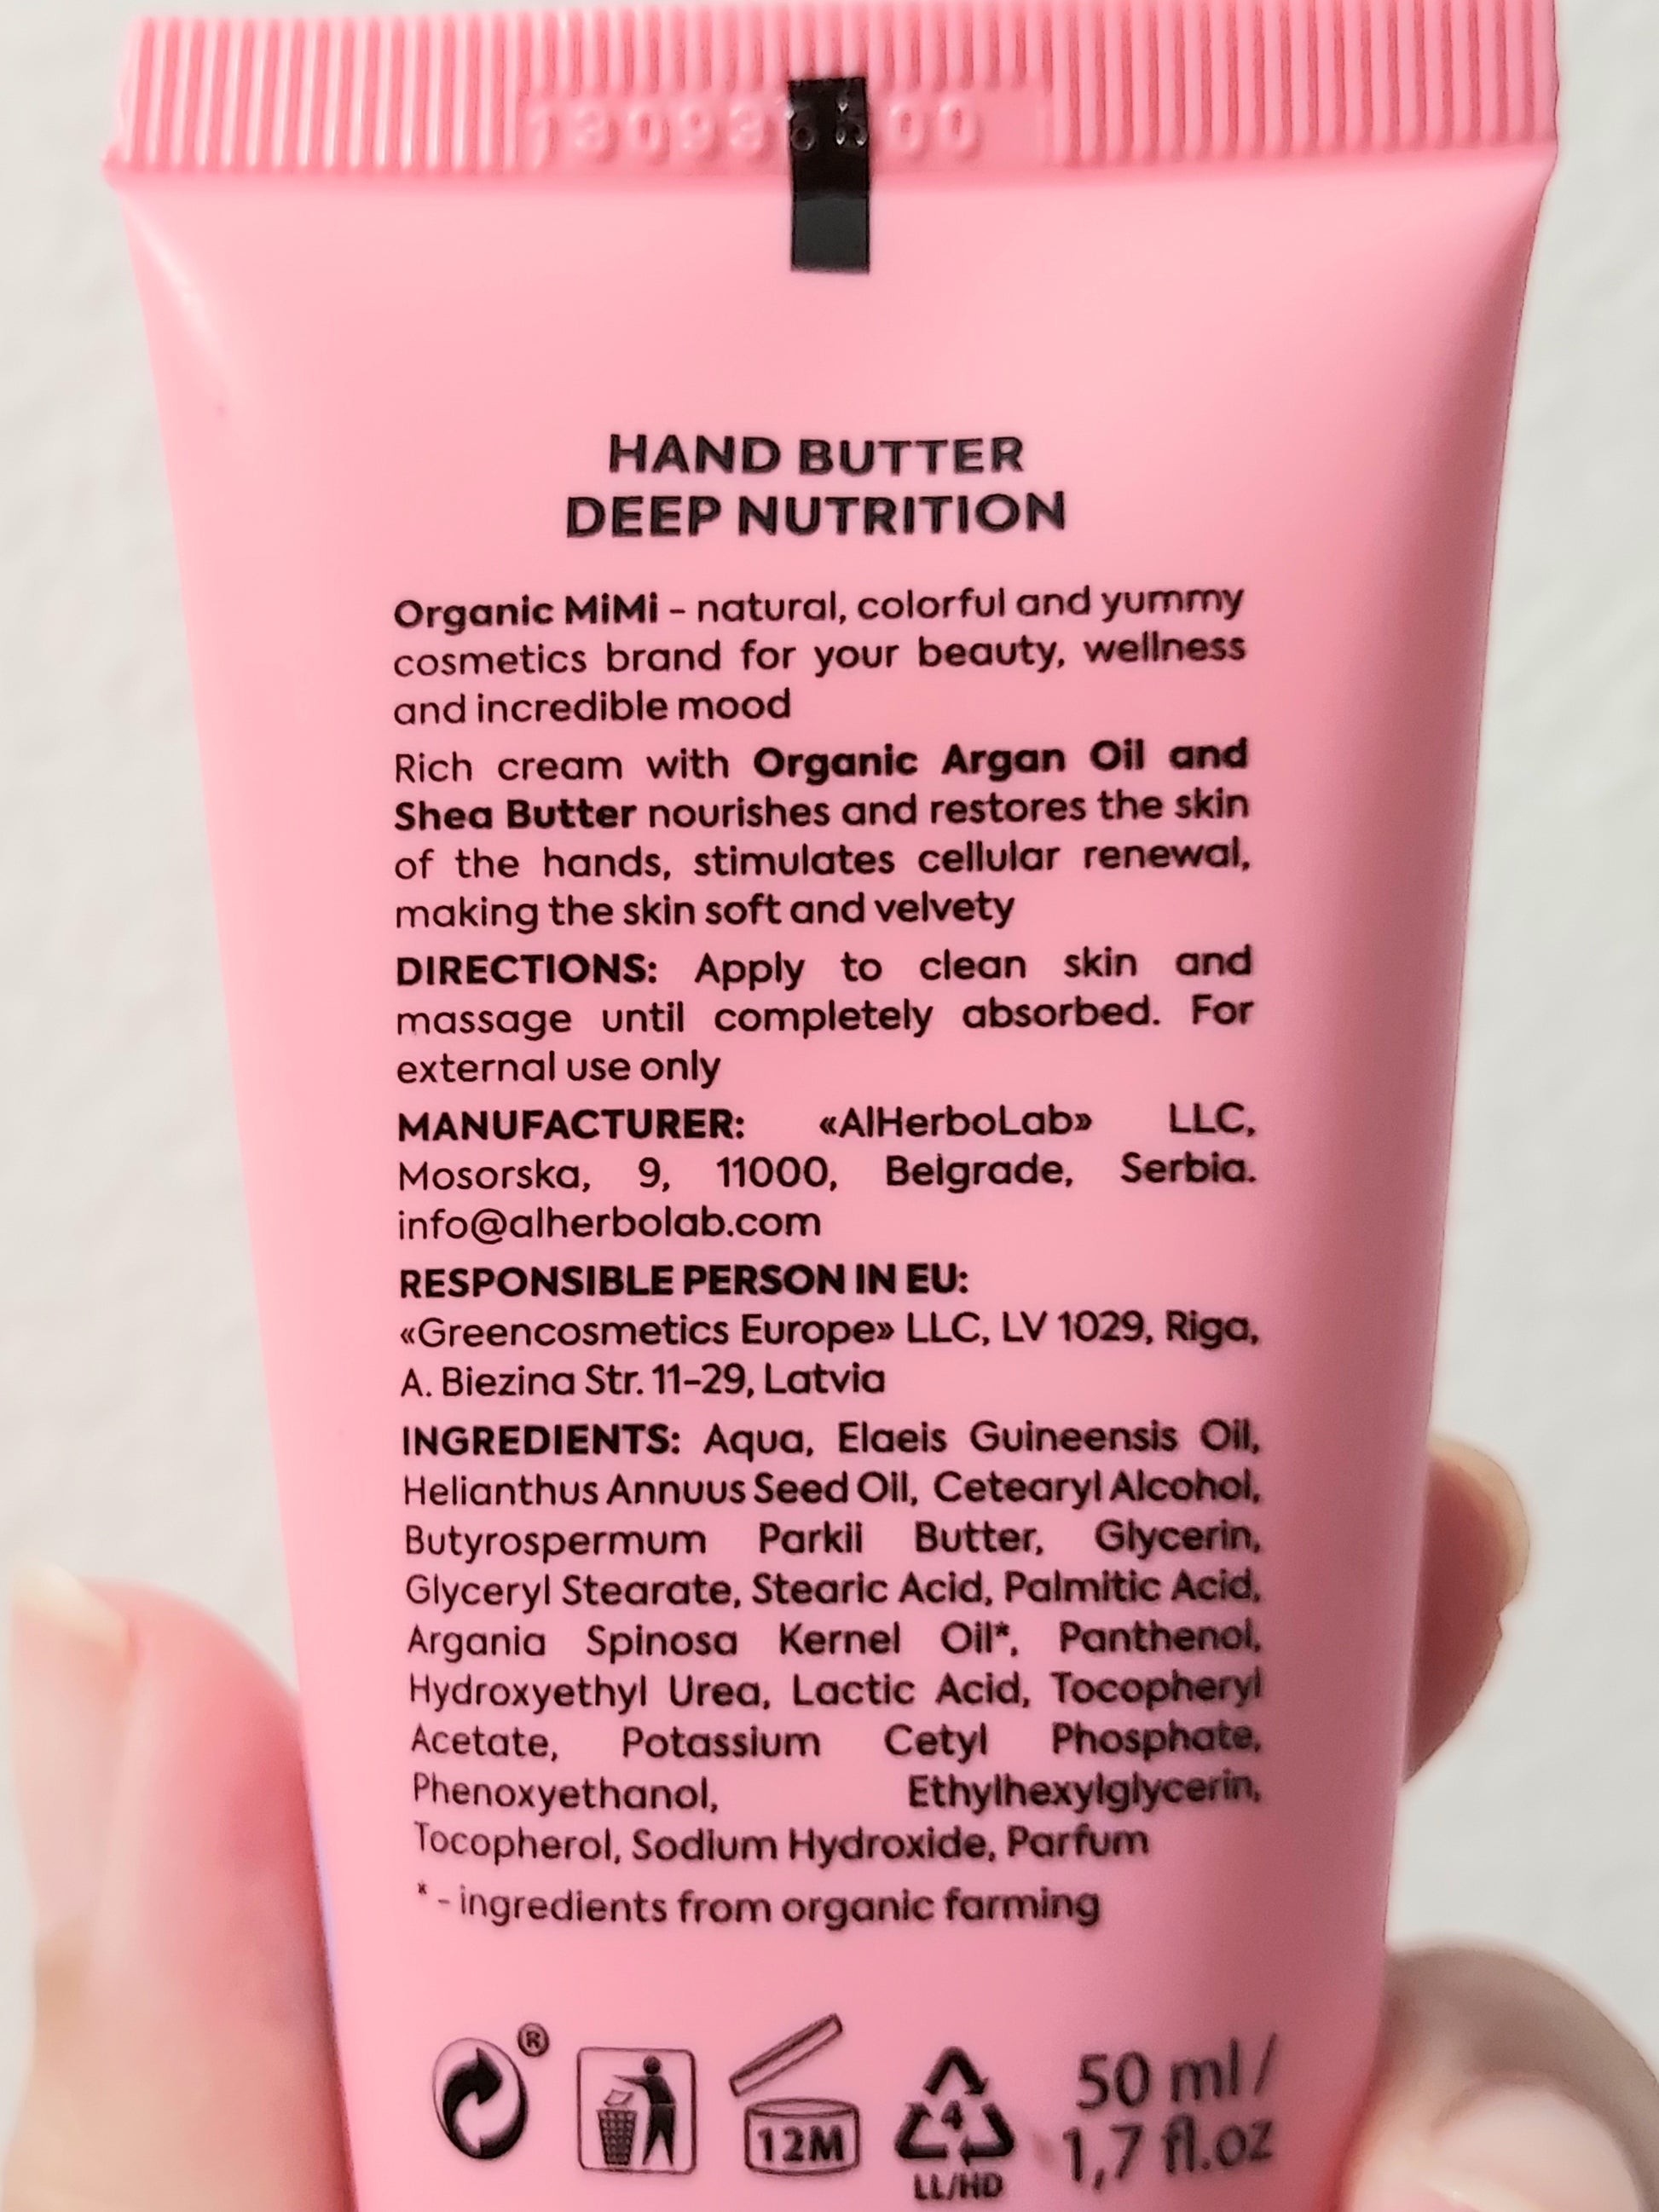 HAND BUTTER
DEEP NUTRITION
Organic MiMi - natural, colorful and yummy
cosmetics brand for your beauty, wellness
and incredible mood
Rich cream with Organic Argan Oil and
Shea Butter nourishes and restores the skin
of the hands, stimulates cellular renewal,
making the skin soft and velvety
DIRECTIONS: Apply to clean skin and
massage until completely absorbed. For
external use only
MANUFACTURER: «AlHerboLab» LLC,
Mosorska, 9, 11000, Belgrade, Serbia.
info@alherbolab.com
RESPONSIBLE PERSON IN EU:
«Greencosmetics Europe» LLC, LV 1029, Riga,
A. Biezina Str. 11-29, Latvia
INGREDIENTS: Aqua, Elaeis Guineensis Oil,
Helianthus Annuus Seed Oil, Cetearyl Alcohol,
Butyrospermum Parkii Butter, Glycerin,
Glyceryl Stearate, Stearic Acid, Palmitic Acid,
Argania Spinosa Kernel Oil*, Panthenol,
Hydroxyethyl Urea, Lactic Acid, Tocopheryl
Acetate, Potassium Cetyl Phosphate,
Phenoxyethanol, Ethylhexylglycerin,
Tocopherol, Sodium Hydroxide, Parfum
* - ingredients from organic farming
®
12M
4
LL/HD
50 ml /
1,7 fl.oz